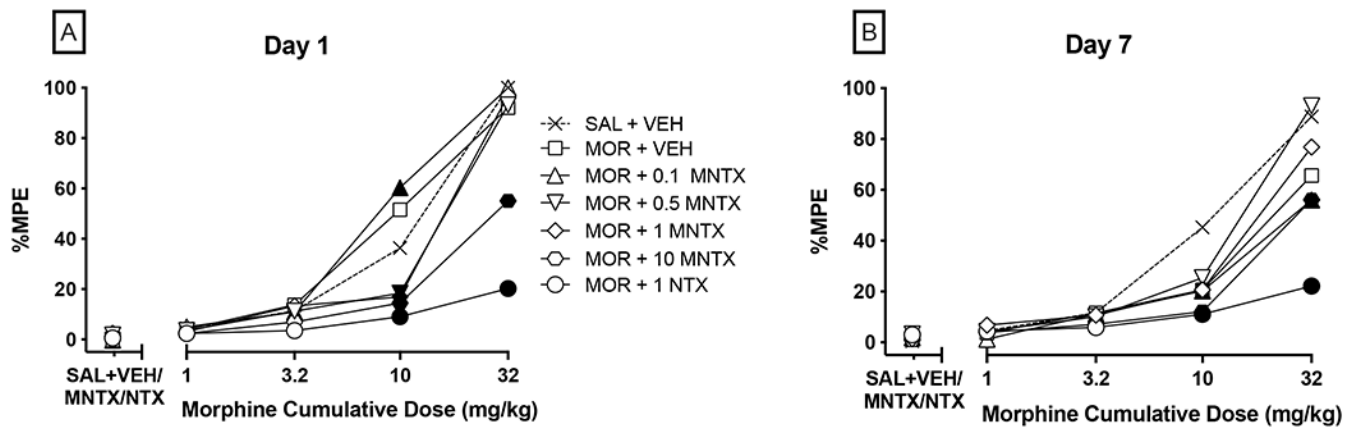 A
Day 1
%MPE
100
80
60
40
20
0
SAL+VEH/
MNTX/NTX
1
3.2
10
32
Morphine Cumulative Dose (mg/kg)
SAL + VEH
MOR + VEH
MOR + 0.1 MNTX
MOR + 0.5 MNTX
MOR + 1 MNTX
MOR + 10 MNTX
MOR + 1 NTX
B
Day 7
%MPE
100
80
60
40
20
0
SAL+VEH/
MNTX/NTX
1
3.2
10
32
Morphine Cumulative Dose (mg/kg)